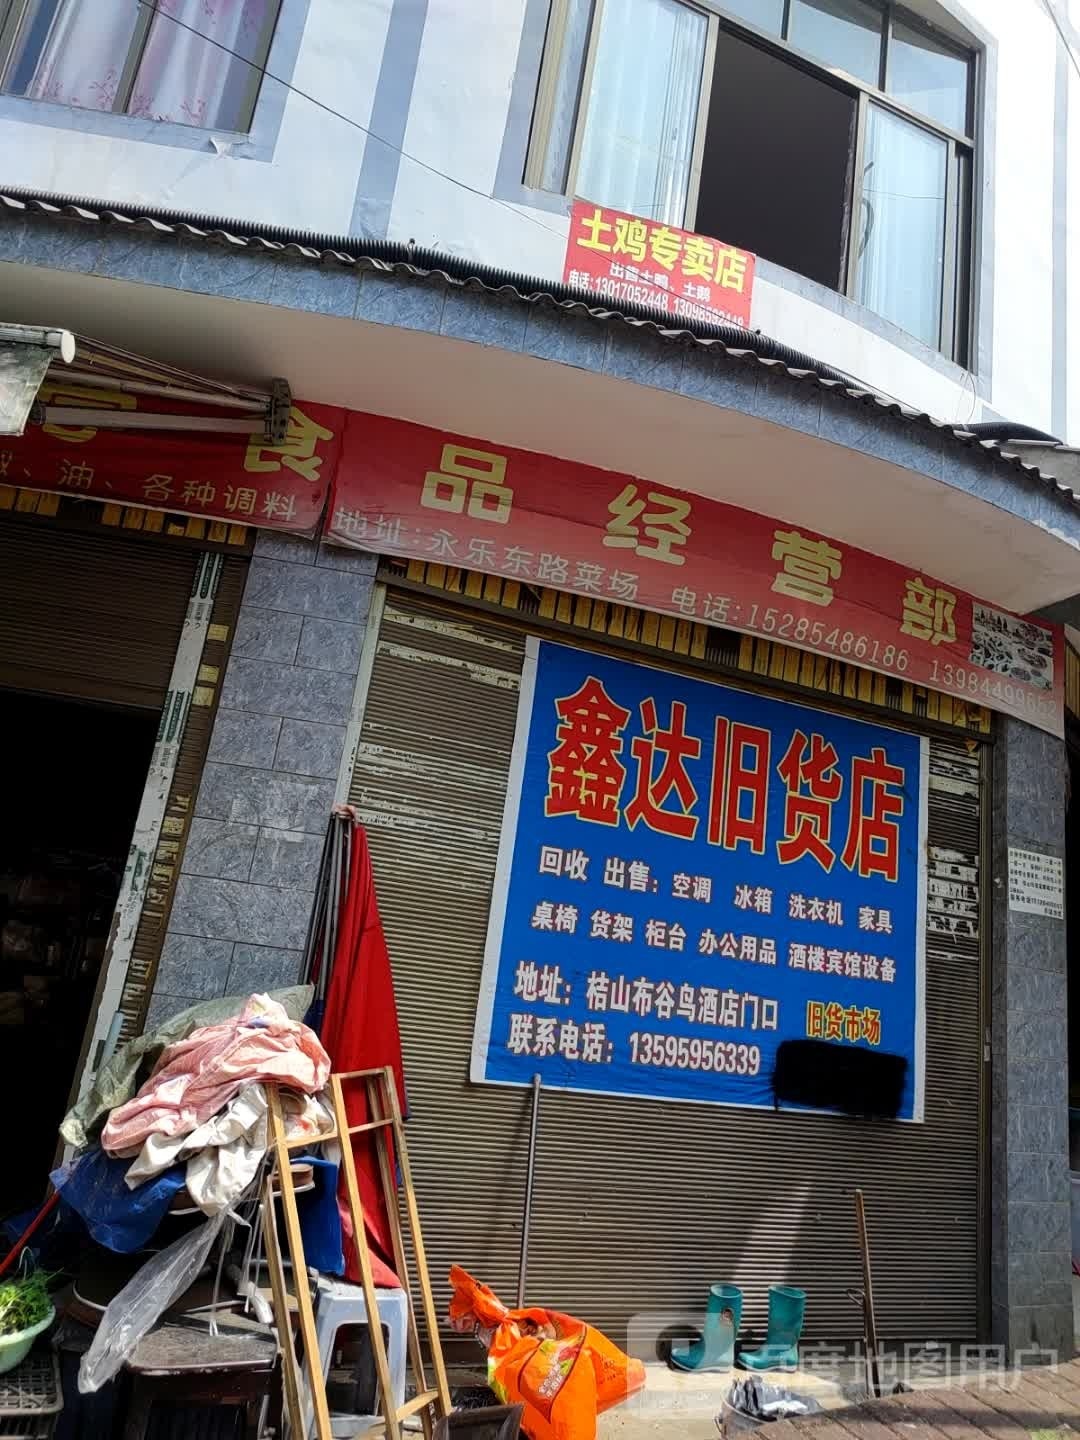 土鸡专卖店
出售土鸭、土鹅
电话:13017052448 13098582448
食品经营部
油、各种调料
地址:永乐东路菜场 电话:15285486186 13984499652
鑫达旧货店
回收 出售: 空调 冰箱 洗衣机 家具
桌椅 货架 柜台 办公用品 酒楼宾馆设备
地址: 桔山布谷鸟酒店门口 旧货市场
联系电话: 13595956339
百度地图用户